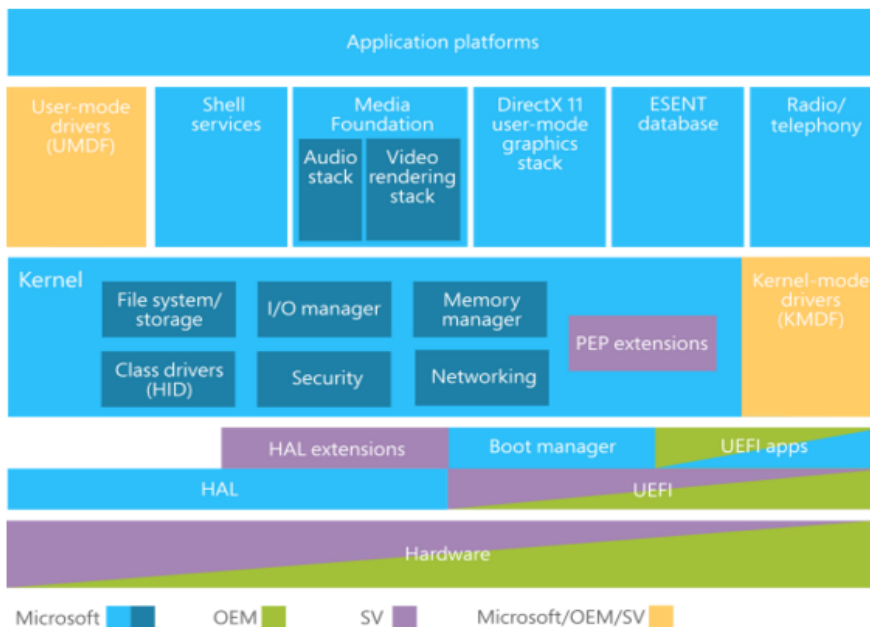 Application platforms
User-mode
drivers
(UMDF)
Shell
services
Media
Foundation
Audio
stack
Video
rendering
stack
DirectX 11
user-mode
graphics
stack
ESENT
database
Radio/
telephony
Kernel
File system/
storage
I/O manager
Memory
manager
Class drivers
(HID)
Security
Networking
PEP extensions
Kernel-mode
drivers
(KMDF)
HAL extensions
Boot manager
UEFI apps
HAL
UEFI
Hardware
Microsoft
OEM
SV
Microsoft/OEM/SV